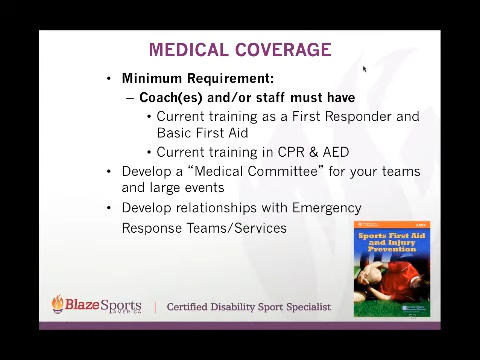 MEDICAL COVERAGE
• Minimum Requirement:
– Coach(es) and/or staff must have
• Current training as a First Responder and
Basic First Aid
• Current training in CPR & AED
• Develop a “Medical Committee” for your teams
and large events
• Develop relationships with Emergency
Response Teams/Services
Sports First Aid
and Injury
Prevention
BlazeSports
AMERICA
Certified Disability Sport Specialist